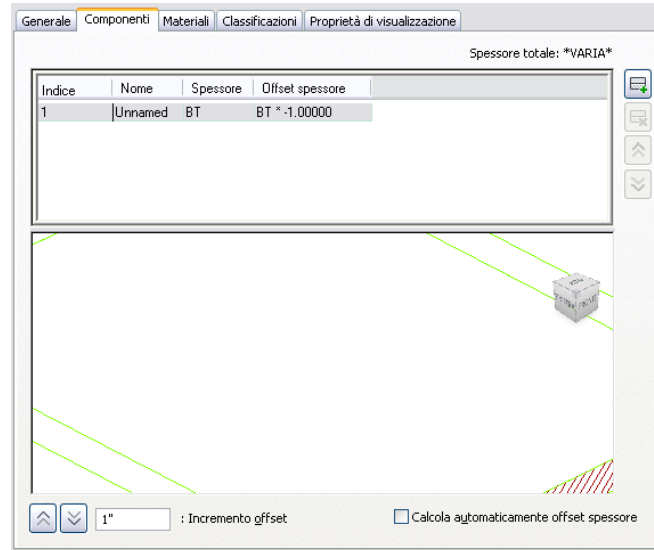 Generale Componenti Materiali Classificazioni Proprietà di visualizzazione
Spessore totale: *VARIA*
Indice Nome Spessore Offset spessore
1 Unnamed BT BT * -1.00000
1" : Incremento offset Calcola automaticamente offset spessore